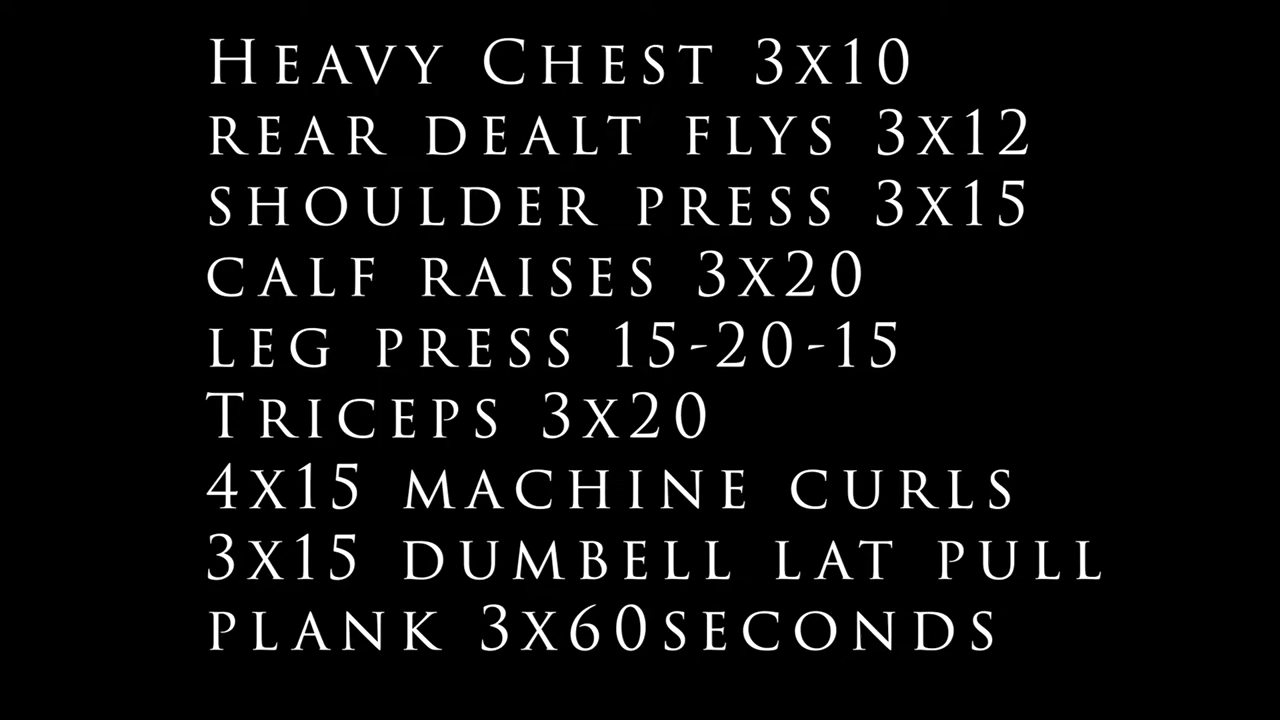 Heavy Chest 3x10
rear dealt flys 3x12
shoulder press 3x15
calf raises 3x20
leg press 15-20-15
Triceps 3x20
4x15 machine curls
3x15 dumbell lat pull
plank 3x60seconds